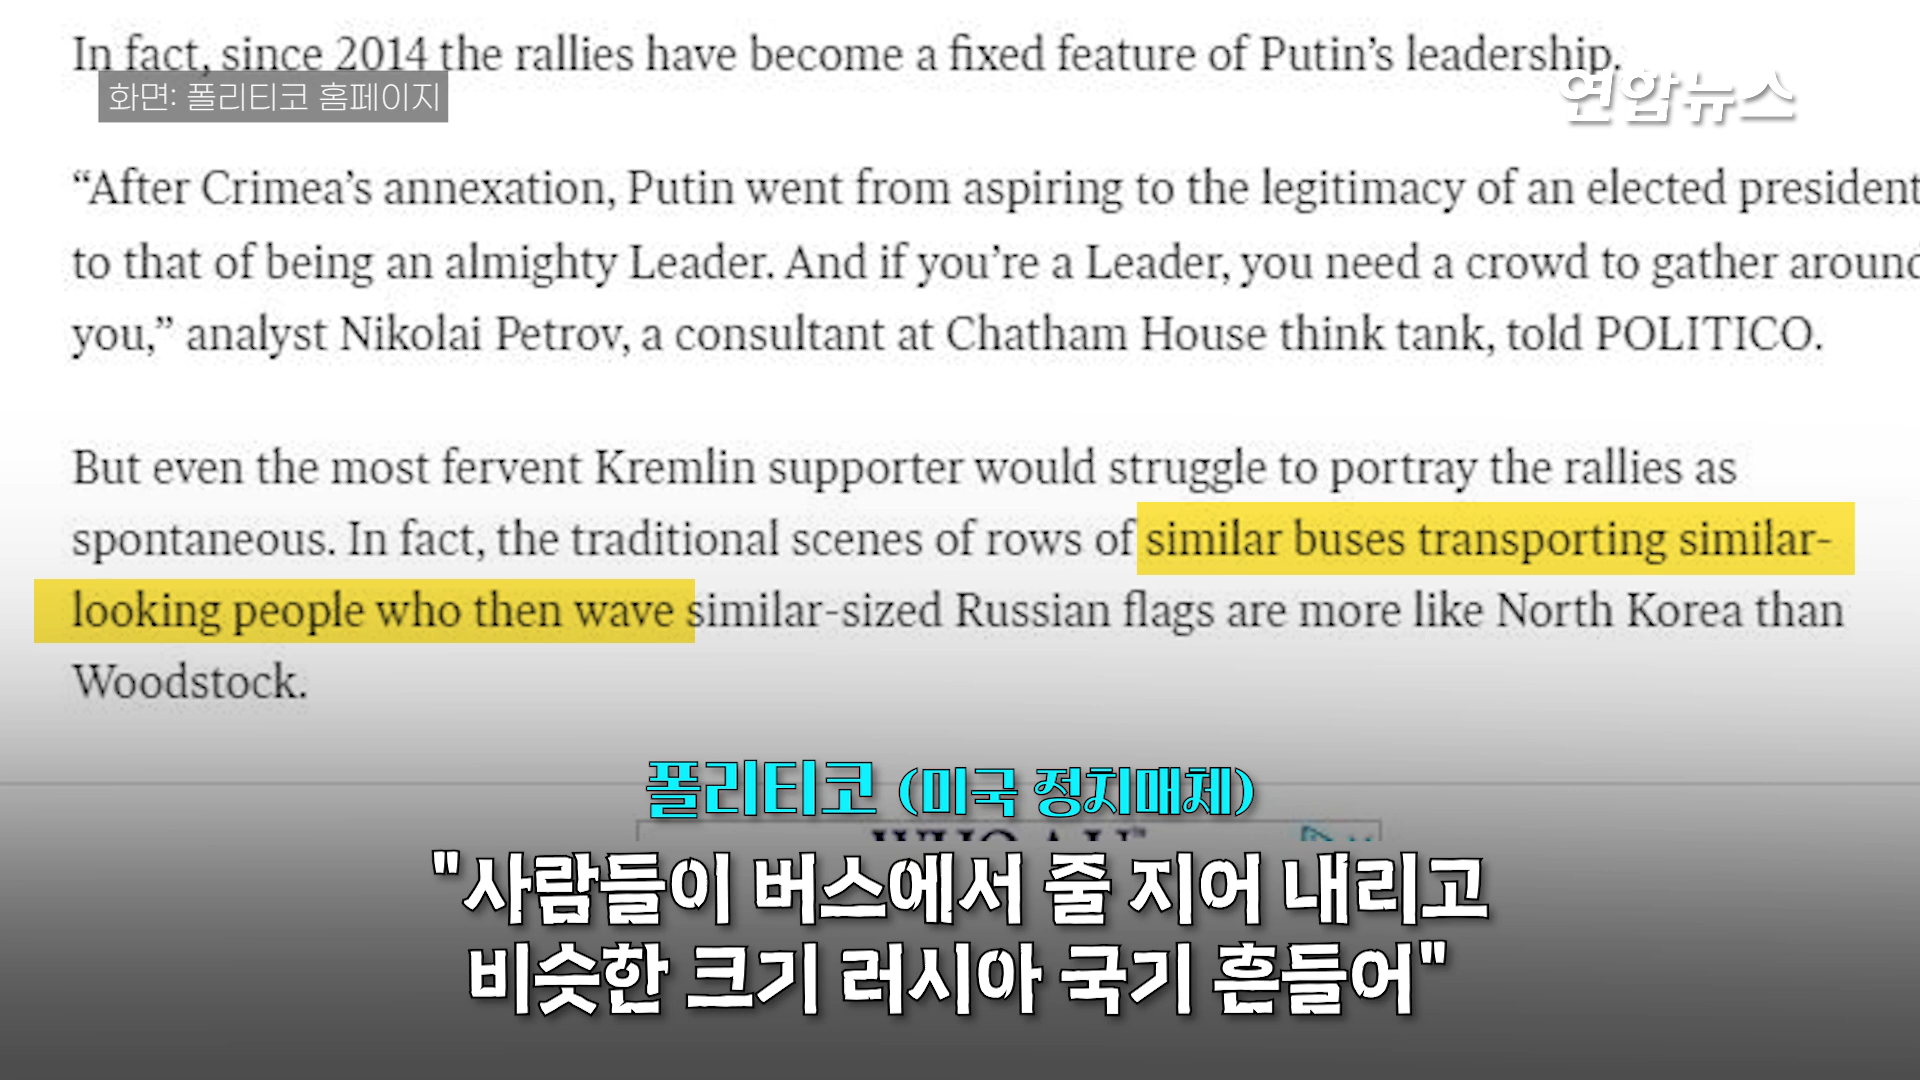 In fact, since 2014 the rallies have become a fixed feature of Putin’s leadership.
화면: 폴리티코 홈페이지
연합뉴스
“After Crimea’s annexation, Putin went from aspiring to the legitimacy of an elected president
to that of being an almighty Leader. And if you’re a Leader, you need a crowd to gather around
you,” analyst Nikolai Petrov, a consultant at Chatham House think tank, told POLITICO.
But even the most fervent Kremlin supporter would struggle to portray the rallies as
spontaneous. In fact, the traditional scenes of rows of similar buses transporting similar-
looking people who then wave similar-sized Russian flags are more like North Korea than
Woodstock.
폴리티코 (미국 정치매체)
"사람들이 버스에서 줄 지어 내리고
비슷한 크기 러시아 국기 흔들어"